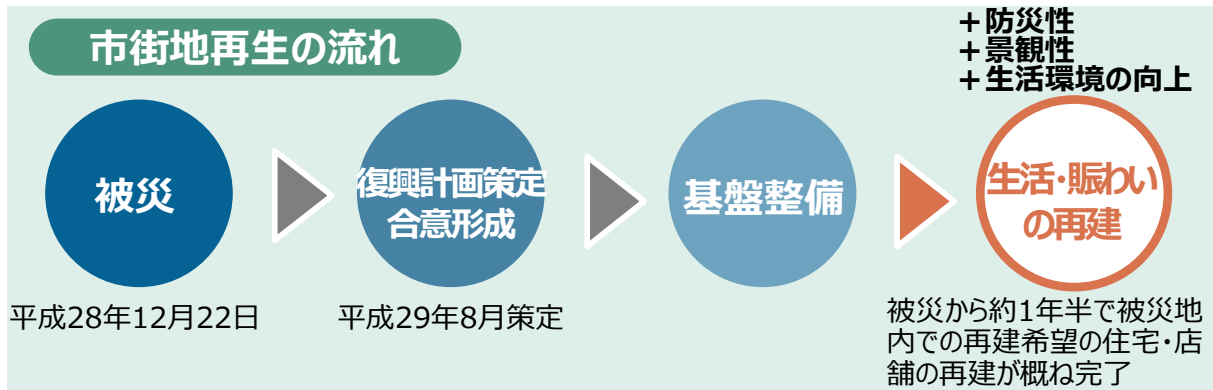 市街地再生の流れ
＋防災性
＋景観性
＋生活環境の向上
被災
復興計画策定
合意形成
基盤整備
生活・賑わい
の再建
平成28年12月22日
平成29年8月策定
被災から約1年半で被災地
内での再建希望の住宅・店
舗の再建が概ね完了